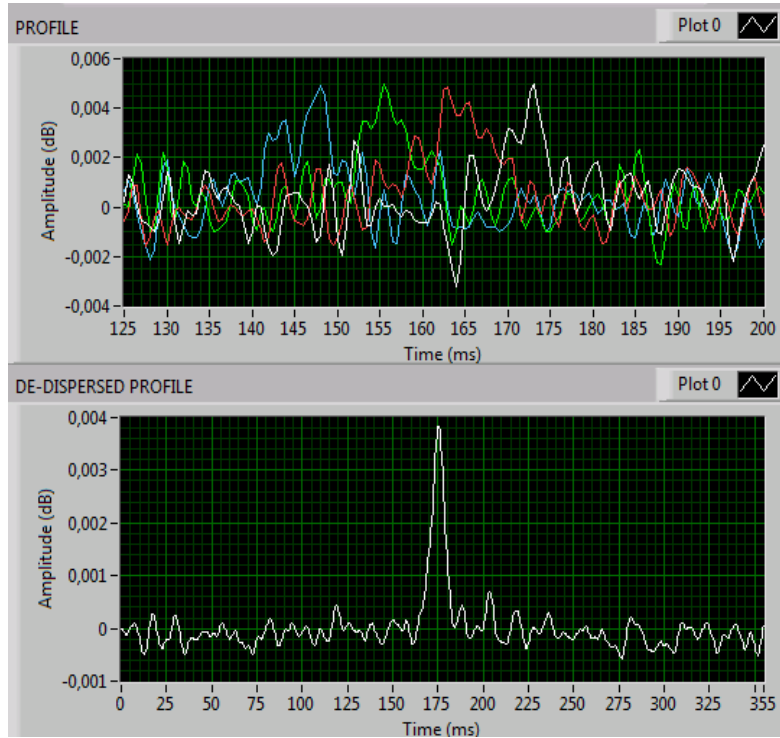 PROFILE Plot 0
0,006
0,004
0,002
0
-0,002
-0,004
Amplitude (dB)
125 130 135 140 145 150 155 160 165 170 175 180 185 190 195 200
Time (ms)
DE-DISPERSED PROFILE Plot 0
0,004
0,003
0,002
0,001
0
-0,001
Amplitude (dB)
0 25 50 75 100 125 150 175 200 225 250 275 300 325 355
Time (ms)